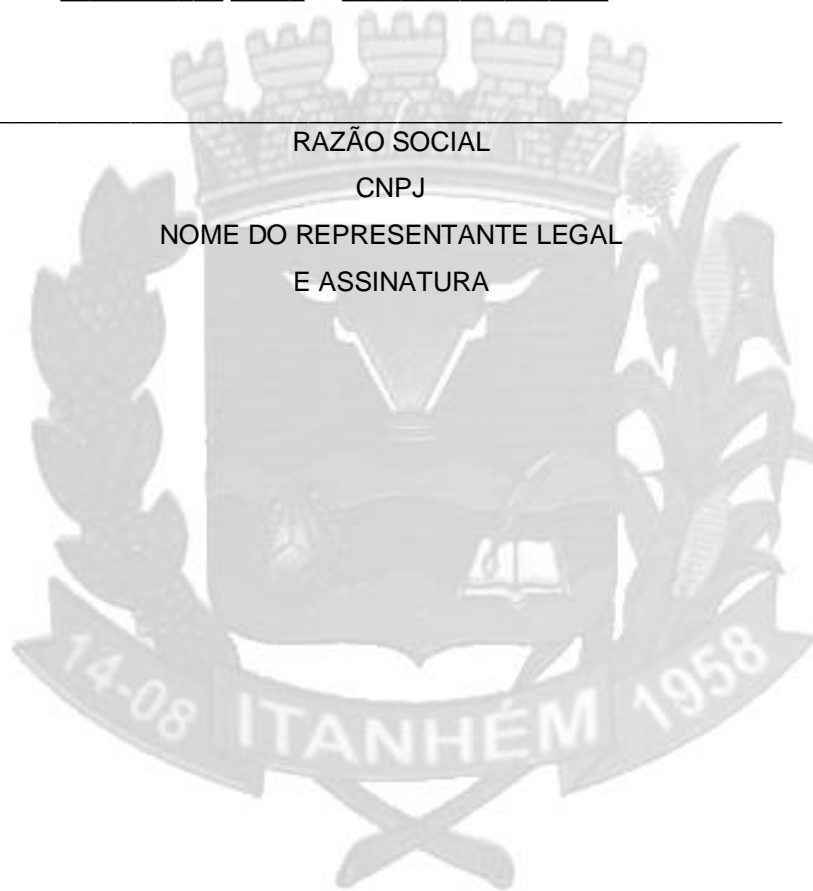 RAZÃO SOCIAL
CNPJ
NOME DO REPRESENTANTE LEGAL
E ASSINATURA
14-08 ITANHÉM 1958